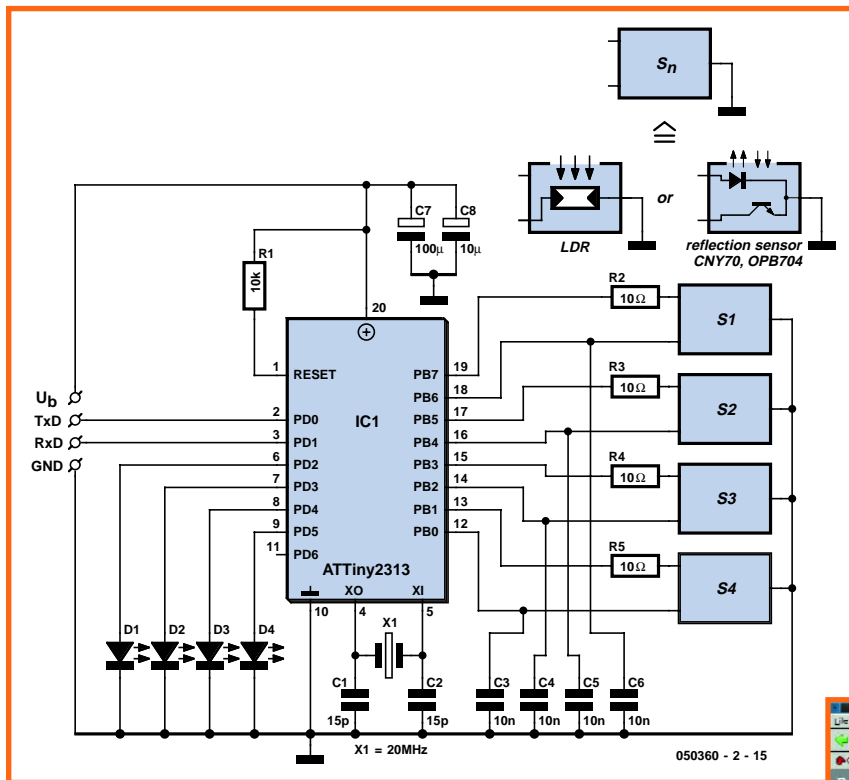 Sn
LDR
or
reflection sensor
CNY70, OPB704
C7
100µ
C8
10µ
R1
10k
20
1
RESET
Ub
TxD
RxD
GND
2
PD0
3
PD1
6
PD2
7
PD3
8
PD4
9
PD5
11
PD6
IC1
ATTiny2313
PB7
19
PB6
18
PB5
17
PB4
16
PB3
15
PB2
14
PB1
13
PB0
12
R2
10Ω
S1
R3
10Ω
S2
R4
10Ω
S3
R5
10Ω
S4
XO
XI
10
4
5
D1
D2
D3
D4
X1
C1
15p
C2
15p
X1 = 20MHz
C3
10n
C4
10n
C5
10n
C6
10n
050360 - 2 - 15